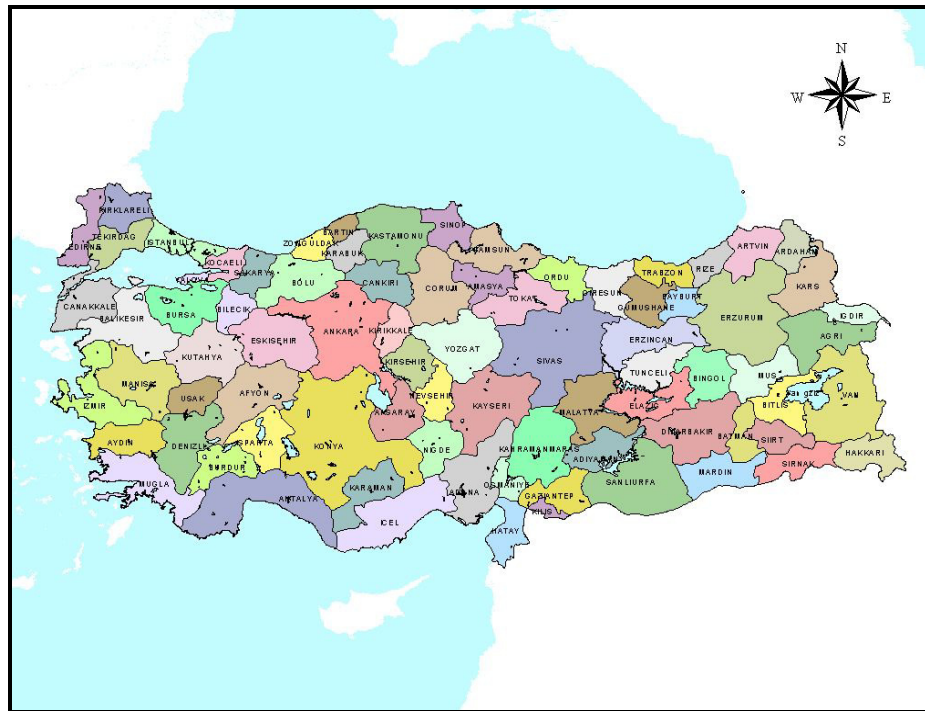 N
W E
S
KIRKLARELI
EDIRNE
TEKIRDAG
ISTANBUL
KOCAELI
YALOVA
SAKARYA
ZONGULDAK
BARTIN
KARABUK
KASTAMONU
SINOP
SAMSUN
ORDU
GIRESUN
TRABZON
RIZE
ARTVIN
ARDAHAN
KARS
IGDIR
AGRI
ERZURUM
BAYBURT
GUMUSHANE
ERZINCAN
TUNCELI
BINGOL
MUS
BITLIS
VAN
HAKKARI
SIRNAK
SIIRT
BATMAN
DIYARBAKIR
MARDIN
SANLIURFA
ADIYAMAN
ELAZIG
MALATYA
SIVAS
TOKAT
AMASYA
CORUM
CANKIRI
BOLU
ANKARA
KIRIKKALE
YOZGAT
KIRSEHIR
NEVSEHIR
KAYSERI
KAHRAMANMARAS
GAZIANTEP
KILIS
OSMANIYE
HATAY
ADANA
NIGDE
AKSARAY
KONYA
KARAMAN
ICEL
ANTALYA
ISPARTA
BURDUR
AFYON
ESKISEHIR
BILECIK
BURSA
BALIKESIR
CANAKKALE
KUTAHYA
USAK
MANISA
IZMIR
AYDIN
DENIZLI
MUGLA